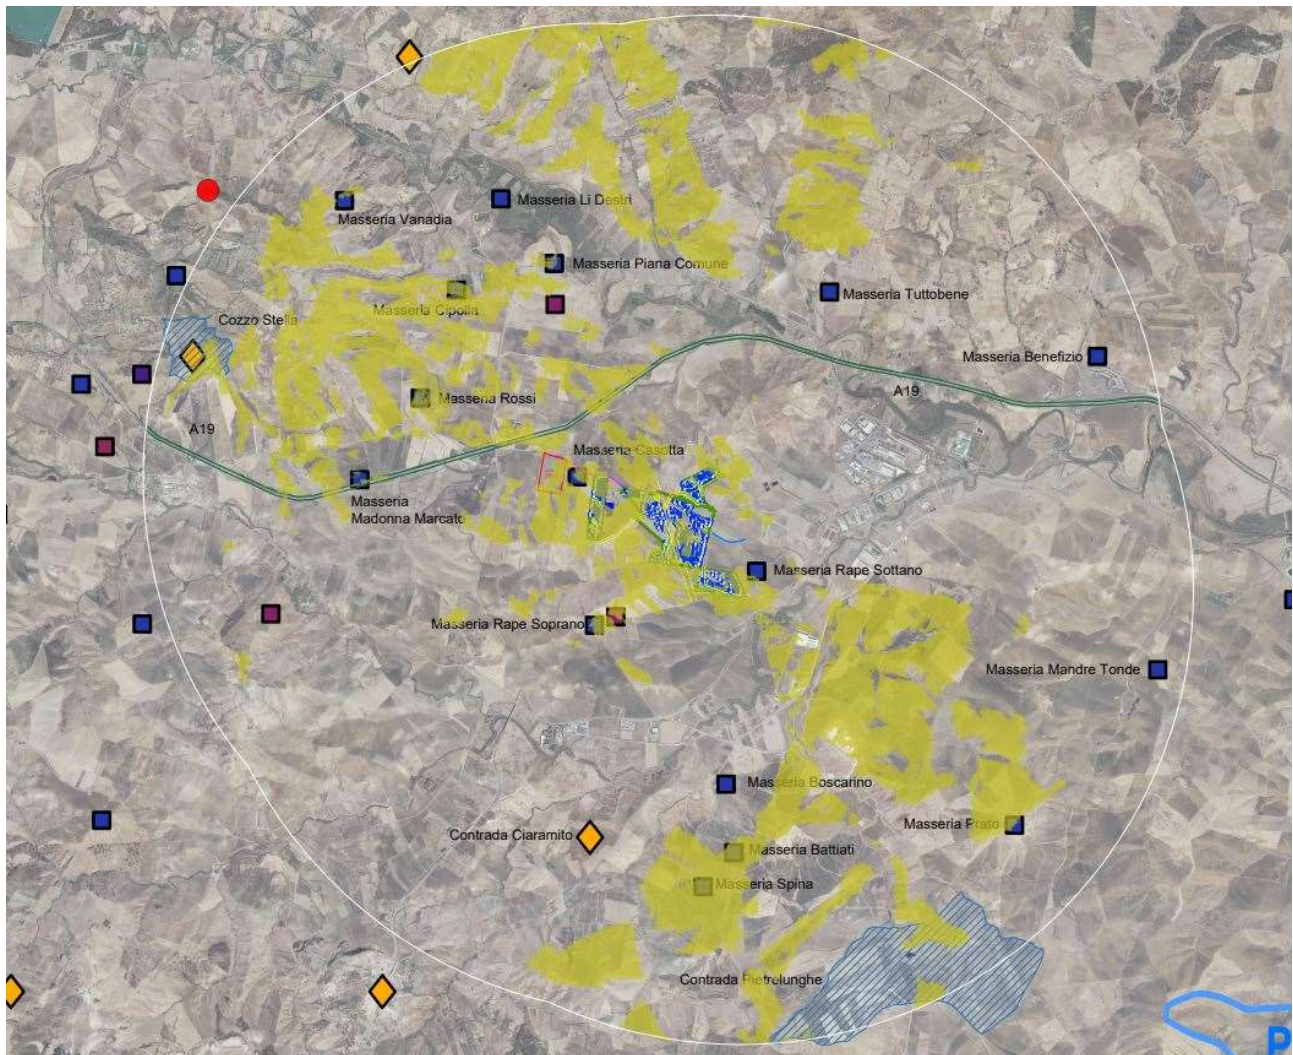 Masseria Vanadia
Masseria Li Destri
Masseria Piana Comune
Masseria Cipolla
Masseria Tuttobene
Cozzo Stella
Masseria Benefizio
A19
Masseria Rossi
A19
Masseria Casotta
Masseria
Madonna Marcato
Masseria Rape Sottano
Masseria Rape Soprano
Masseria Mandre Tonde
Masseria Boscarino
Masseria Prato
Contrada Ciaramito
Masseria Battiati
Masseria Spina
Contrada Pietrolunghe
P